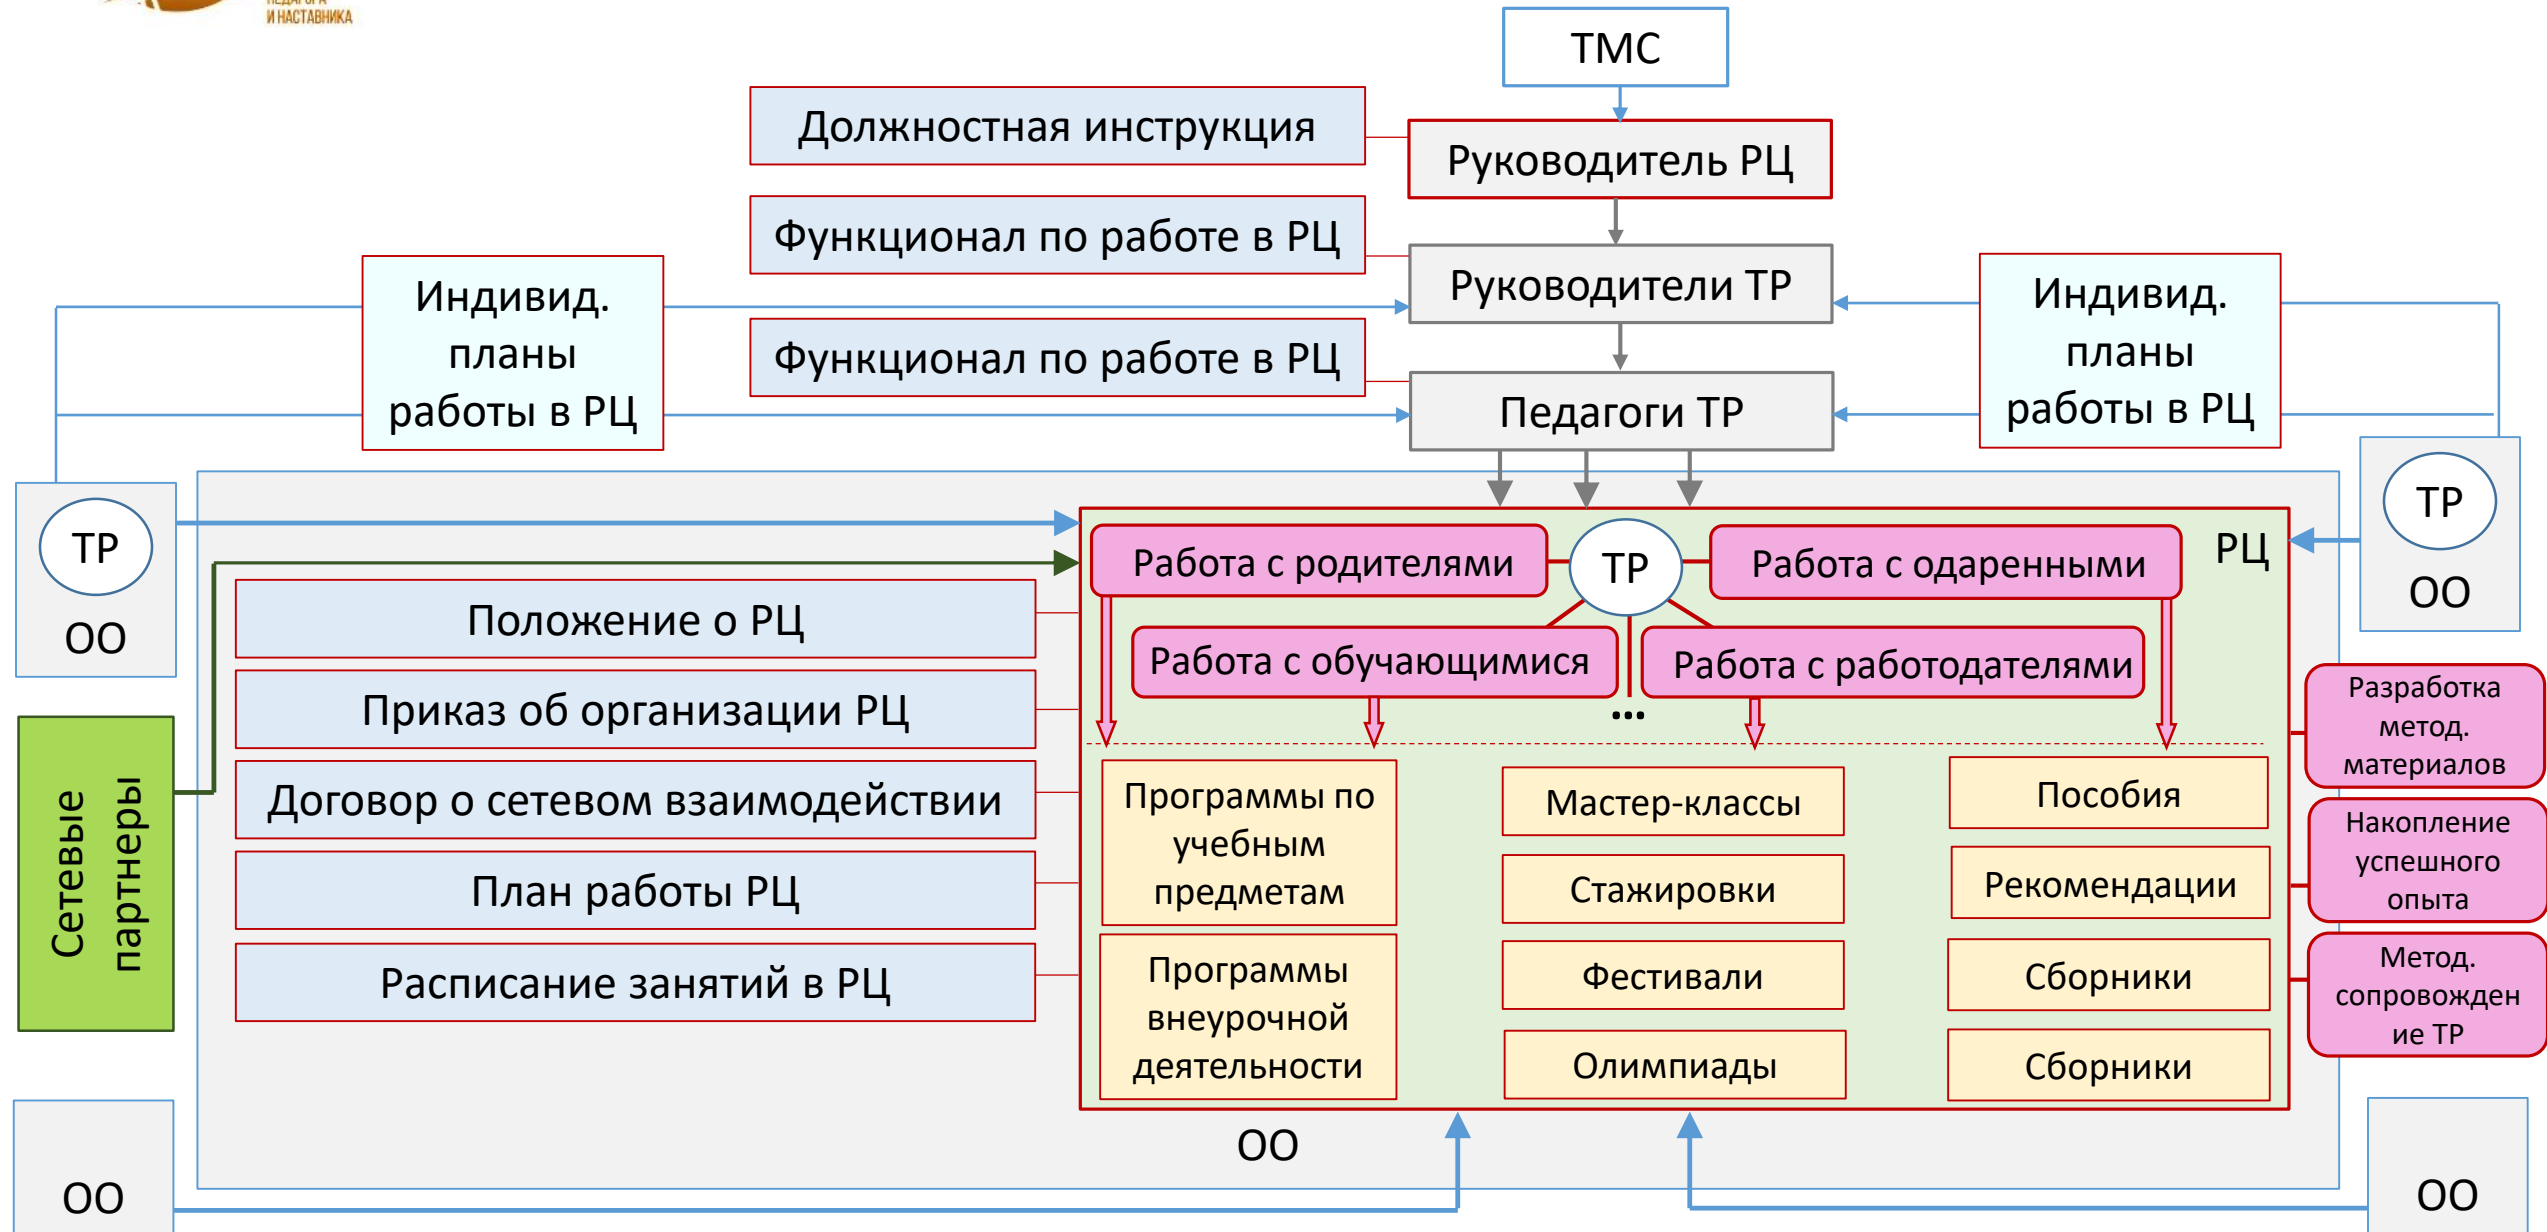 И НАСТАВНИКА
ТМС
Должностная инструкция
Руководитель РЦ
Функционал по работе в РЦ
Руководители ТР
Индивид.
планы
работы в РЦ
Индивид.
планы
работы в РЦ
Функционал по работе в РЦ
Педагоги ТР
ТР
ОО
ТР
ОО
РЦ
Работа с родителями
ТР
Работа с одаренными
Работа с обучающимися
Работа с работодателями
...
Положение о РЦ
Приказ об организации РЦ
Договор о сетевом взаимодействии
План работы РЦ
Расписание занятий в РЦ
Сетевые
партнеры
Программы по
учебным
предметам
Программы
внеурочной
деятельности
Мастер-классы
Стажировки
Фестивали
Олимпиады
Пособия
Рекомендации
Сборники
Сборники
Разработка
метод.
материалов
Накопление
успешного
опыта
Метод.
сопровожден
ие ТР
ОО
ОО
ОО